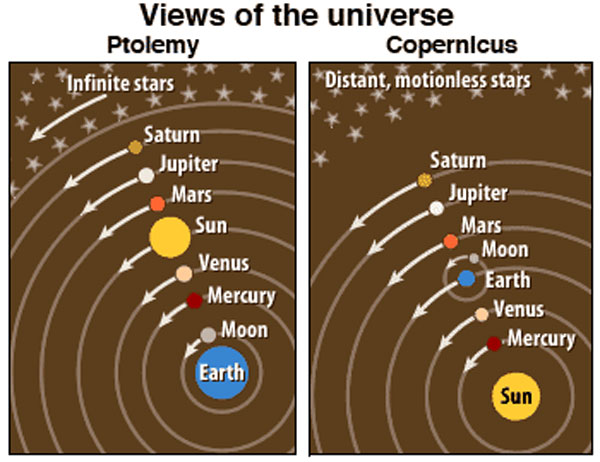 Views of the universe
Ptolemy
Copernicus
Infinite stars
Saturn
Jupiter
Mars
Sun
Venus
Mercury
Moon
Earth
Distant, motionless stars
Saturn
Jupiter
Mars
Moon
Earth
Venus
Mercury
Sun